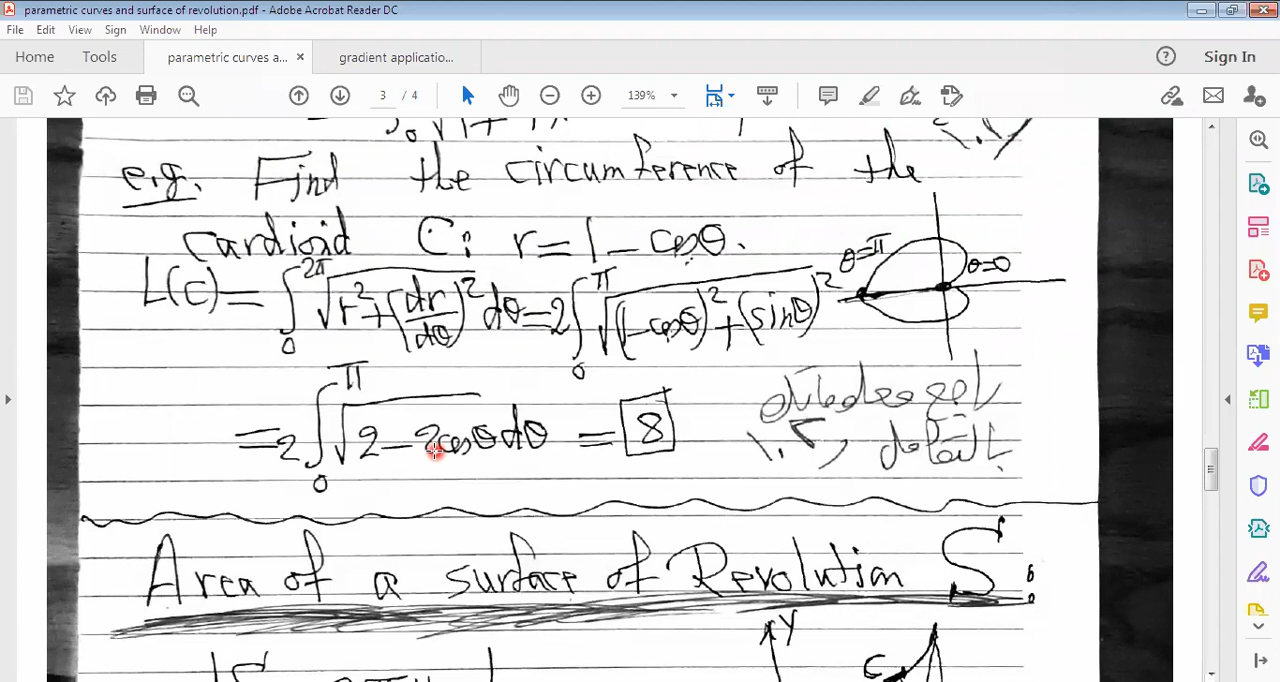 parametric curves and surface of revolution.pdf - Adobe Acrobat Reader DC
File Edit View Sign Window Help
Home Tools parametric curves a... × gradient applicatio... Sign In
3 / 4 139%
e.g. Find the circumference of the
cardioid C: r = 1 - cosθ.
θ=π θ=0
L(C) = ∫₀^2π √(r² + (dr/dθ)²) dθ = 2 ∫₀^π √((1-cosθ)² + (sinθ)²
= 2 ∫₀^π √(2 - 2cosθ) dθ = 8
Area of a surface of Revolution S:
y
C